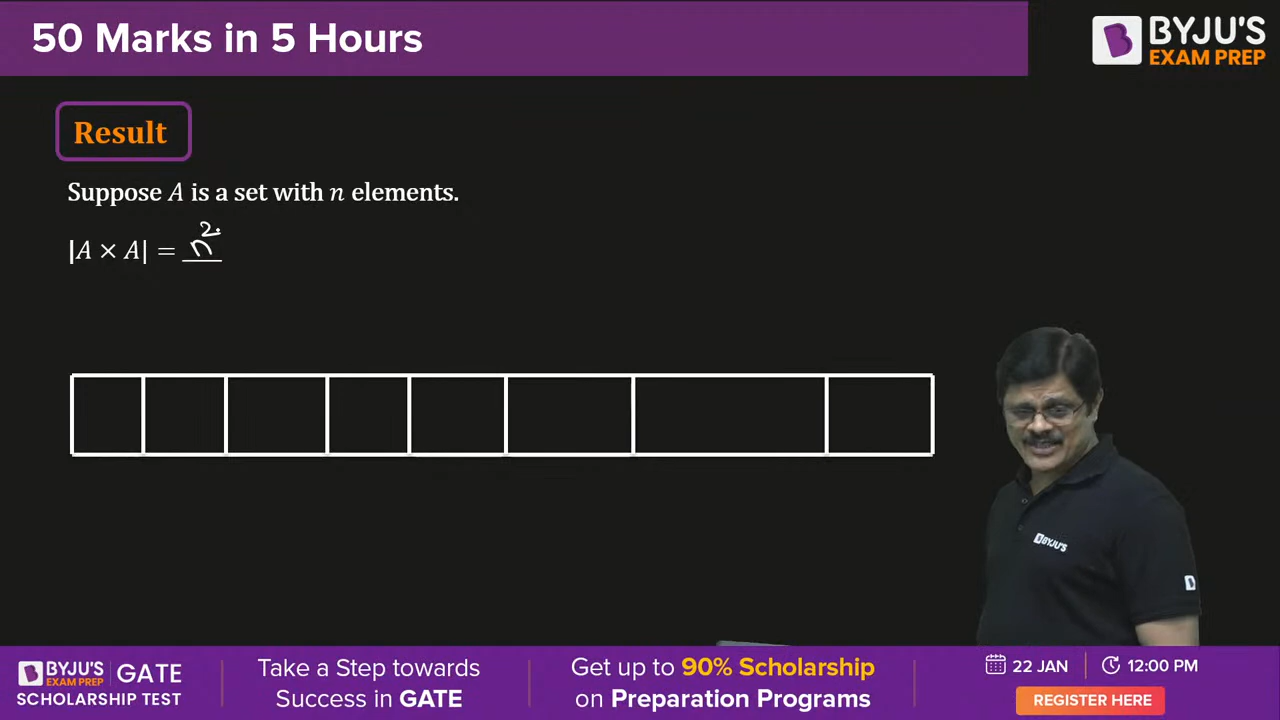 50 Marks in 5 Hours
BYJU'S
EXAM PREP
Result
Suppose A is a set with n elements.
|A × A| = n²
BYJU'S
BYJU'S
EXAM PREP
GATE
SCHOLARSHIP TEST
Take a Step towards
Success in GATE
Get up to 90% Scholarship
on Preparation Programs
22 JAN
12:00 PM
REGISTER HERE